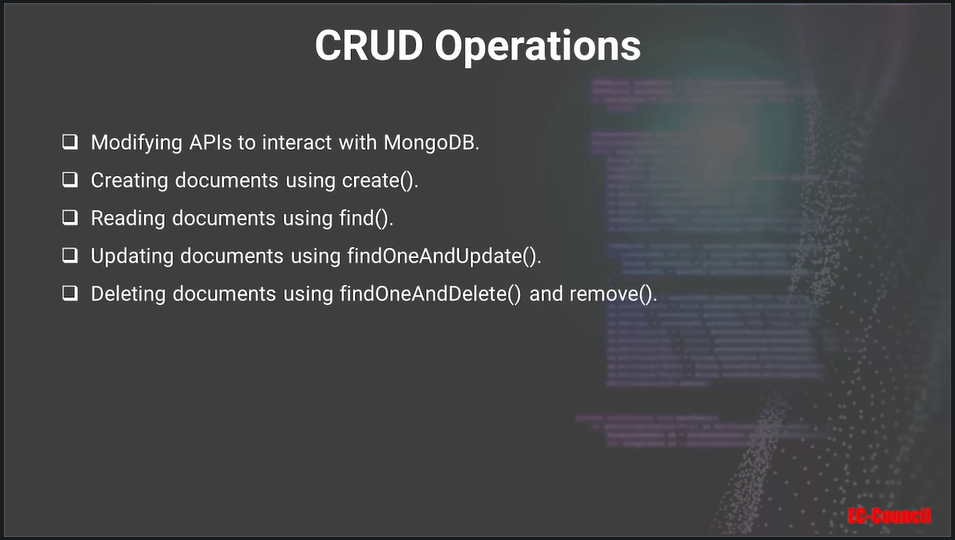 CRUD Operations
Modifying APIs to interact with MongoDB.
Creating documents using create().
Reading documents using find().
Updating documents using findOneAndUpdate().
Deleting documents using findOneAndDelete() and remove().
EC-Council